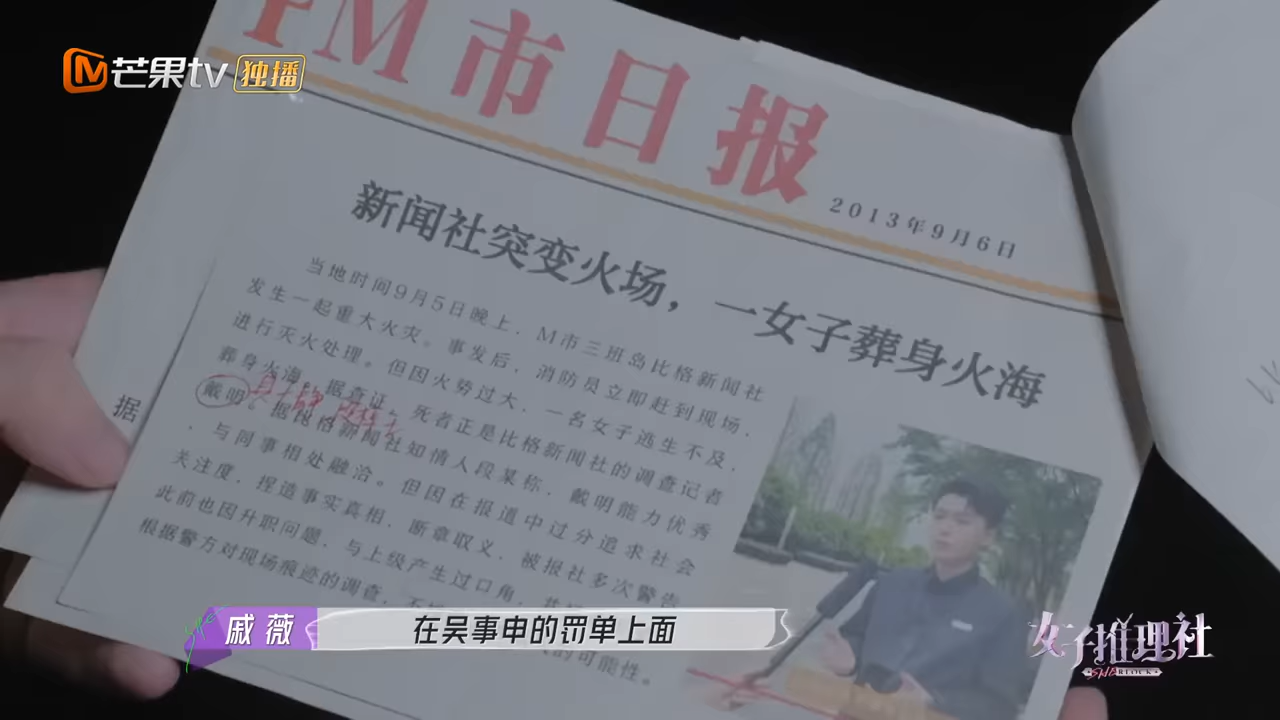 芒果tv 独播
M市日报
2013年9月6日
新闻社突变火场，一女子葬身火海
当地时间9月5日晚上，M市三班岛比格新闻社
发生一起重大火灾。事发后，消防员立即赶到现场，
进行灭火处理。但因火势过大，一名女子逃生不及，
葬身火海。据查证，死者正是比格新闻社的调查记者
戴明。据比格新闻社知情人段某称，戴明能力优秀
，与同事相处融洽。但因在报道中过分追求社会
关注度，捏造事实真相，断章取义，被报社多次警告
此前也因升职问题，与上级产生过口角，
根据警方对现场痕迹的调查，不
的可能性。
据
戚薇
在吴事申的罚单上面
女子推理社
SHERLOCK